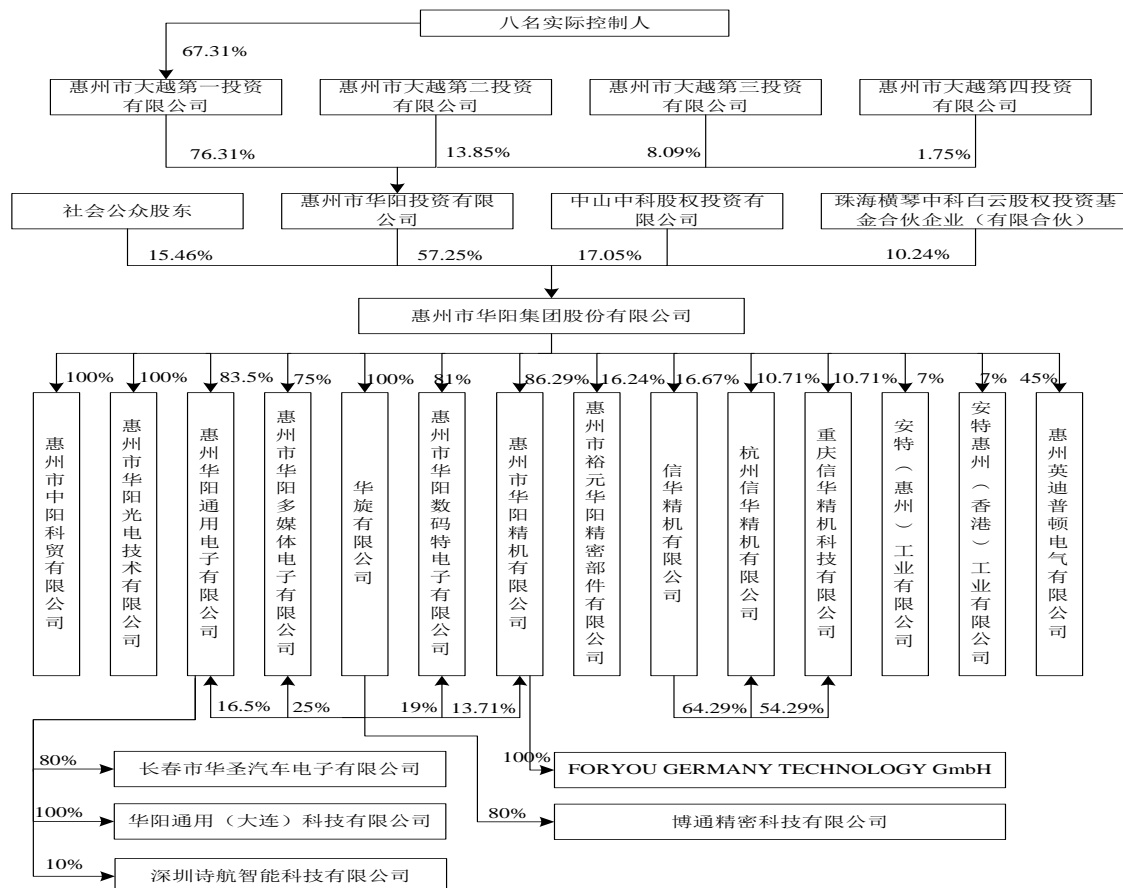 八名实际控制人
67.31%
惠州市大越第一投资
有限公司
惠州市大越第二投资
有限公司
惠州市大越第三投资
有限公司
惠州市大越第四投资
有限公司
76.31%
13.85%
8.09%
1.75%
社会公众股东
惠州市华阳投资有限
公司
中山中科股权投资有
限公司
珠海横琴中科白云股权投资基
金合伙企业（有限合伙）
15.46%
57.25%
17.05%
10.24%
惠州市华阳集团股份有限公司
100%
100%
83.5%
75%
100%
81%
86.29%
16.24%
16.67%
10.71%
10.71%
7%
7%
45%
惠州市中阳科贸有限公司
惠州市华阳光电技术有限公司
惠州华阳通用电子有限公司
惠州市华阳多媒体电子有限公司
华旋有限公司
惠州市华阳数码特电子有限公司
惠州市华阳精机有限公司
惠州市裕元华阳精密部件有限公司
信华精机有限公司
杭州信华精机有限公司
重庆信华精机科技有限公司
安特（惠州）工业有限公司
安特惠州（香港）工业有限公司
惠州英迪普顿电气有限公司
16.5%
25%
19%
13.71%
64.29%
54.29%
80%
长春市华圣汽车电子有限公司
100%
FORYOU GERMANY TECHNOLOGY GmbH
100%
华阳通用（大连）科技有限公司
80%
博通精密科技有限公司
10%
深圳诗航智能科技有限公司